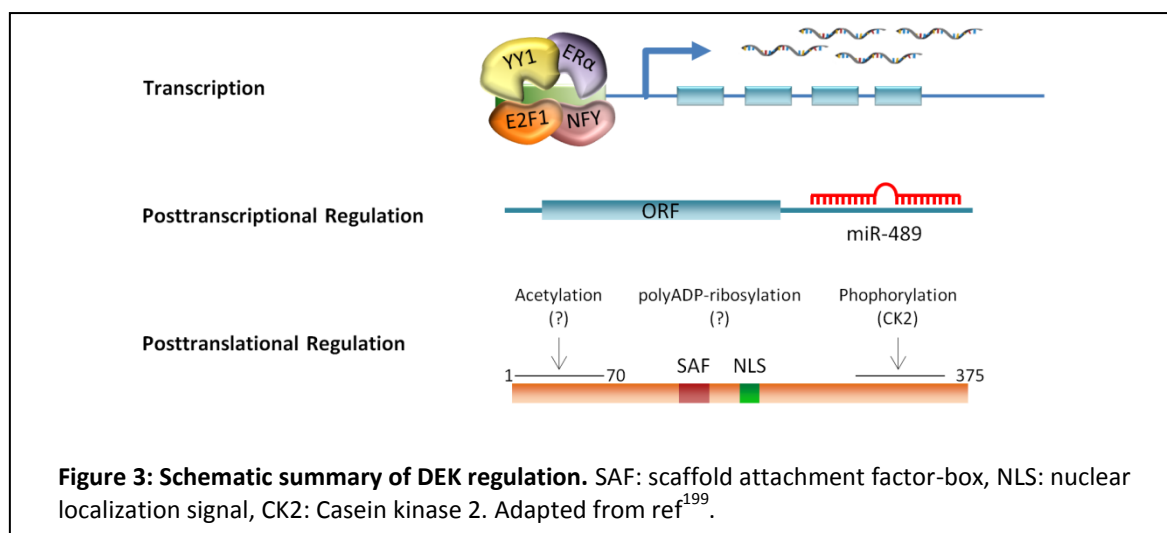 Transcription
YY1
ERα
E2F1
NFY
Posttranscriptional Regulation
ORF
miR-489
Posttranslational Regulation
Acetylation
(?)
polyADP-ribosylation
(?)
Phophorylation
(CK2)
1
70
SAF
NLS
375
Figure 3: Schematic summary of DEK regulation. SAF: scaffold attachment factor-box, NLS: nuclear
localization signal, CK2: Casein kinase 2. Adapted from ref199.